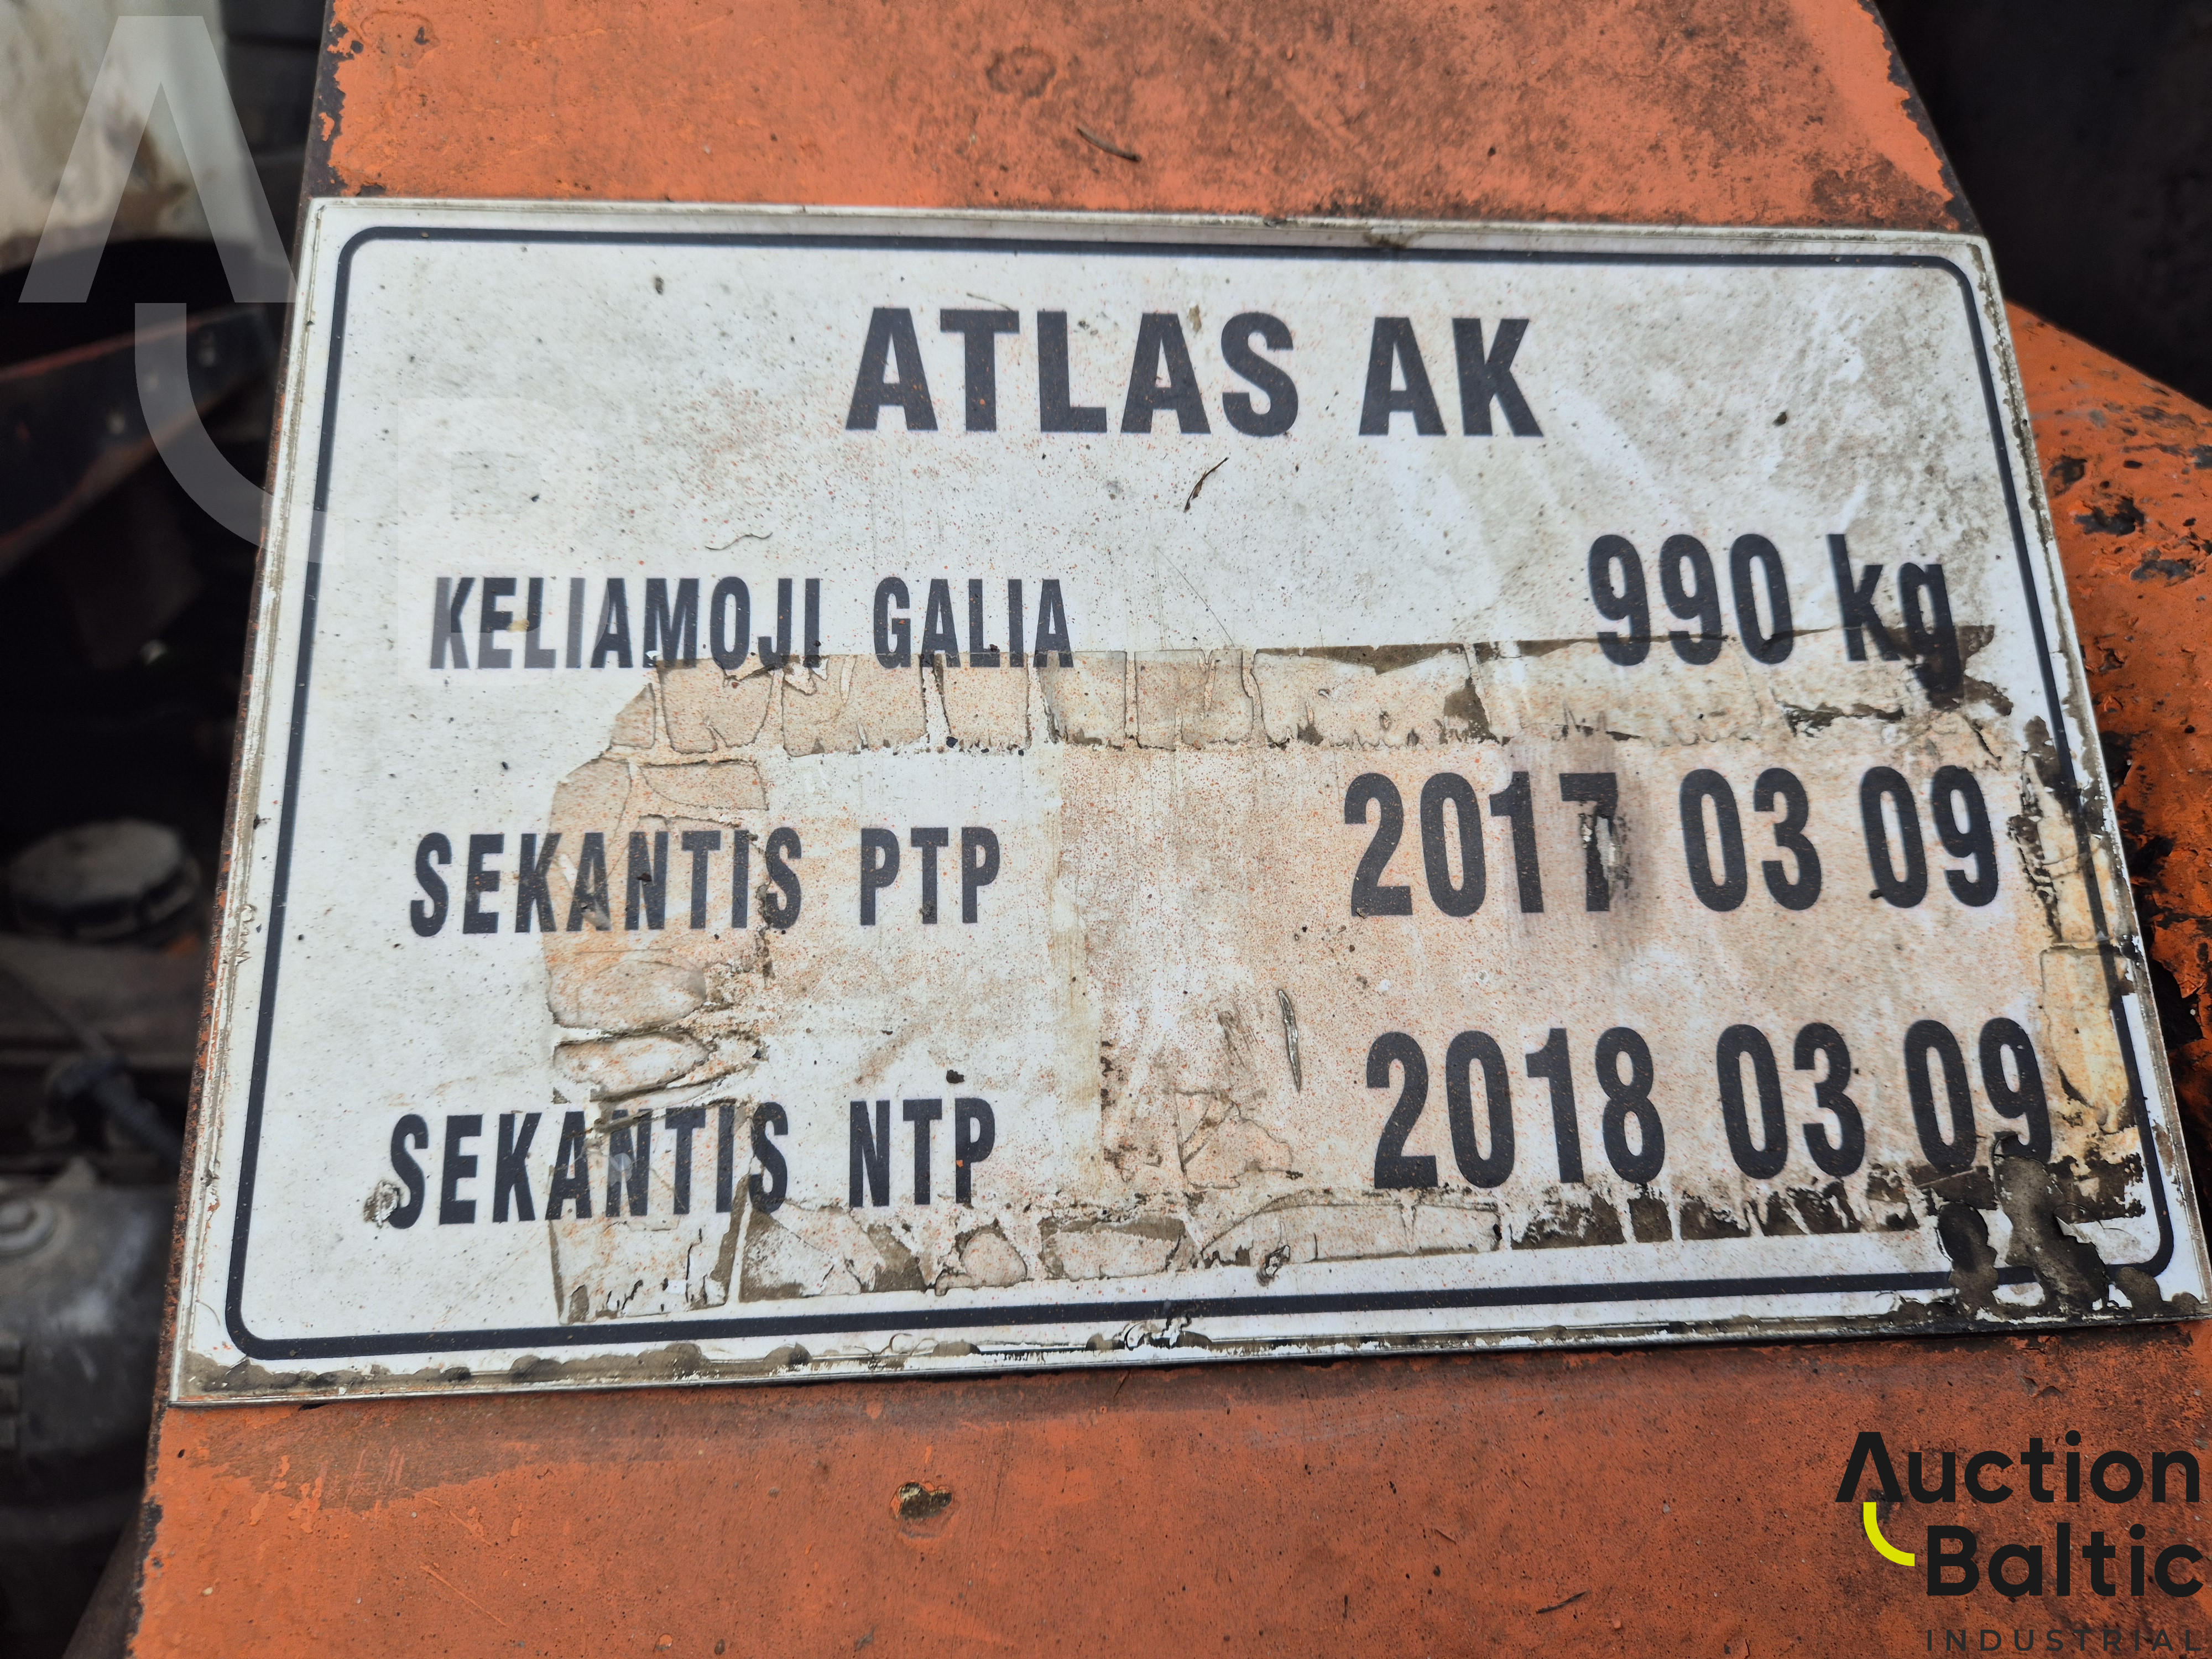 ATLAS AK
KELIAMOJI GALIA 990 kg
SEKANTIS PTP 2017 03 09
SEKANTIS NTP 2018 03 09
Auction
Baltic
INDUSTRIAL